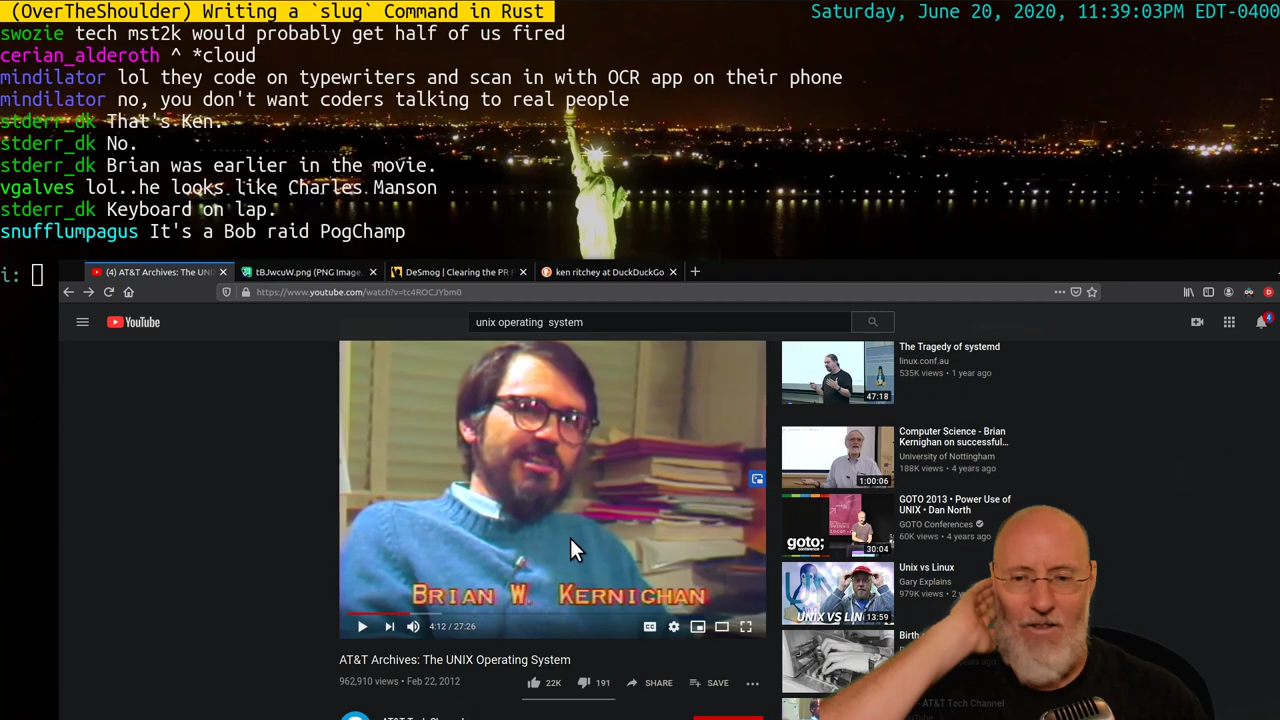 (OverTheShoulder) Writing a `slug` Command in Rust
Saturday, June 20, 2020, 11:39:03PM EDT-0400
swozie tech mst2k would probably get half of us fired
cerian_alderoth ^ *cloud
mindilator lol they code on typewriters and scan in with OCR app on their phone
mindilator no, you don't want coders talking to real people
stderr_dk That's Ken.
stderr_dk No.
stderr_dk Brian was earlier in the movie.
vgalves lol..he looks like Charles Manson
stderr_dk Keyboard on lap.
snufflumpagus It's a Bob raid PogChamp
i:
(4) AT&T Archives: The UNI
tBJwcuW.png (PNG Image,
DeSmog | Clearing the PR P
ken ritchey at DuckDuckGo
https://www.youtube.com/watch?v=tc4ROCJYbm0
YouTube
unix operating system
4
BRIAN W. KERNIGHAN
4:12 / 27:26
CC
AT&T Archives: The UNIX Operating System
962,910 views • Feb 22, 2012
22K
191
SHARE
SAVE
The Tragedy of systemd
linux.conf.au
535K views • 1 year ago
47:18
Computer Science - Brian
Kernighan on successful...
University of Nottingham
188K views • 4 years ago
1:00:06
GOTO 2013 • Power Use of
UNIX • Dan North
GOTO Conferences
60K views • 4 years ago
goto;
30:04
Unix vs Linux
Gary Explains
979K views • 2
UNIX VS LIN
13:59
Birth
AT&T Tech Channel